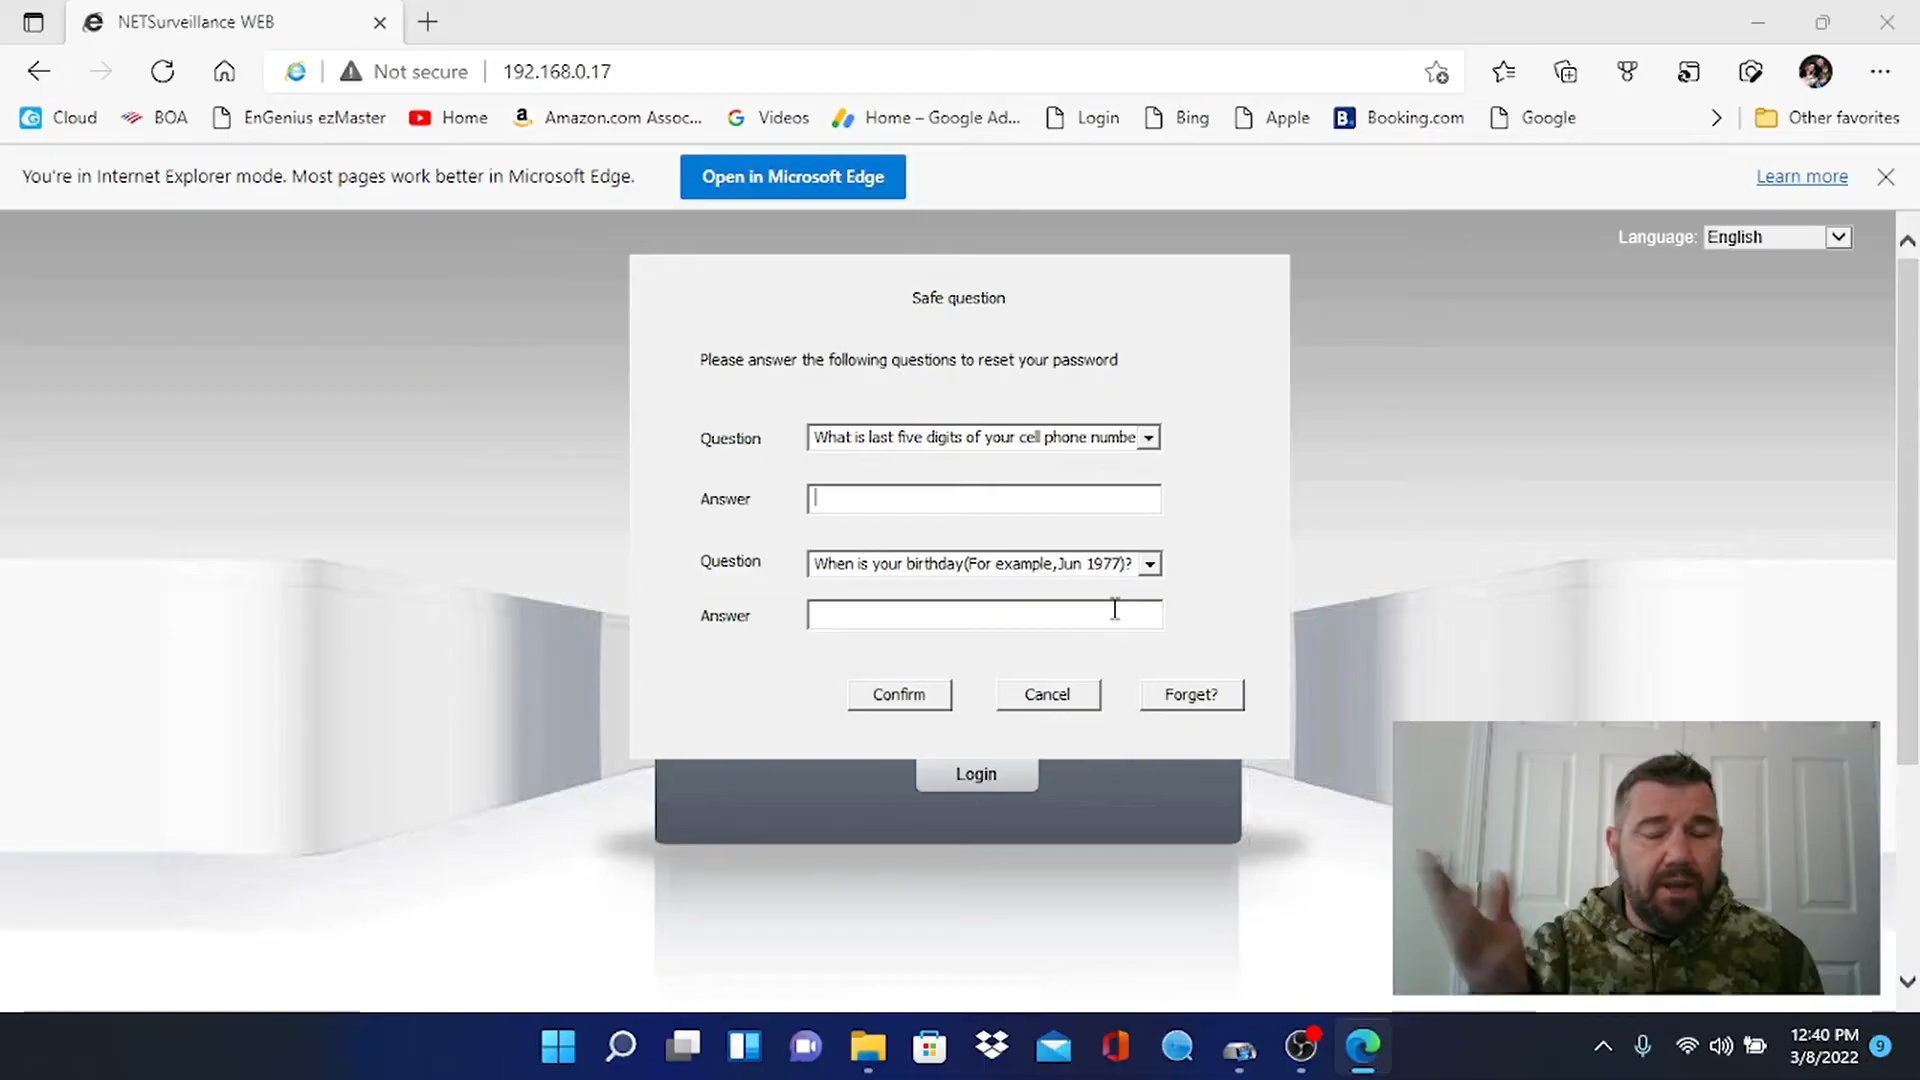 NETSurveillance WEB
Not secure
192.168.0.17
Cloud
BOA
EnGenius ezMaster
Home
Amazon.com Assoc...
Videos
Home – Google Ad...
Login
Bing
Apple
B.
Booking.com
Google
Other favorites
You're in Internet Explorer mode. Most pages work better in Microsoft Edge.
Open in Microsoft Edge
Learn more
Language: English
Safe question
Please answer the following questions to reset your password
Question What is last five digits of your cell phone numbe
Answer
Question When is your birthday(For example,Jun 1977)?
Answer
Confirm Cancel Forget?
Login
12:40 PM
3/8/2022
9